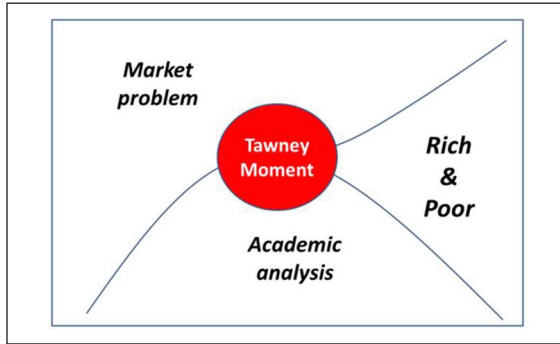 Market
problem
Tawney
Moment
Rich
&
Poor
Academic
analysis